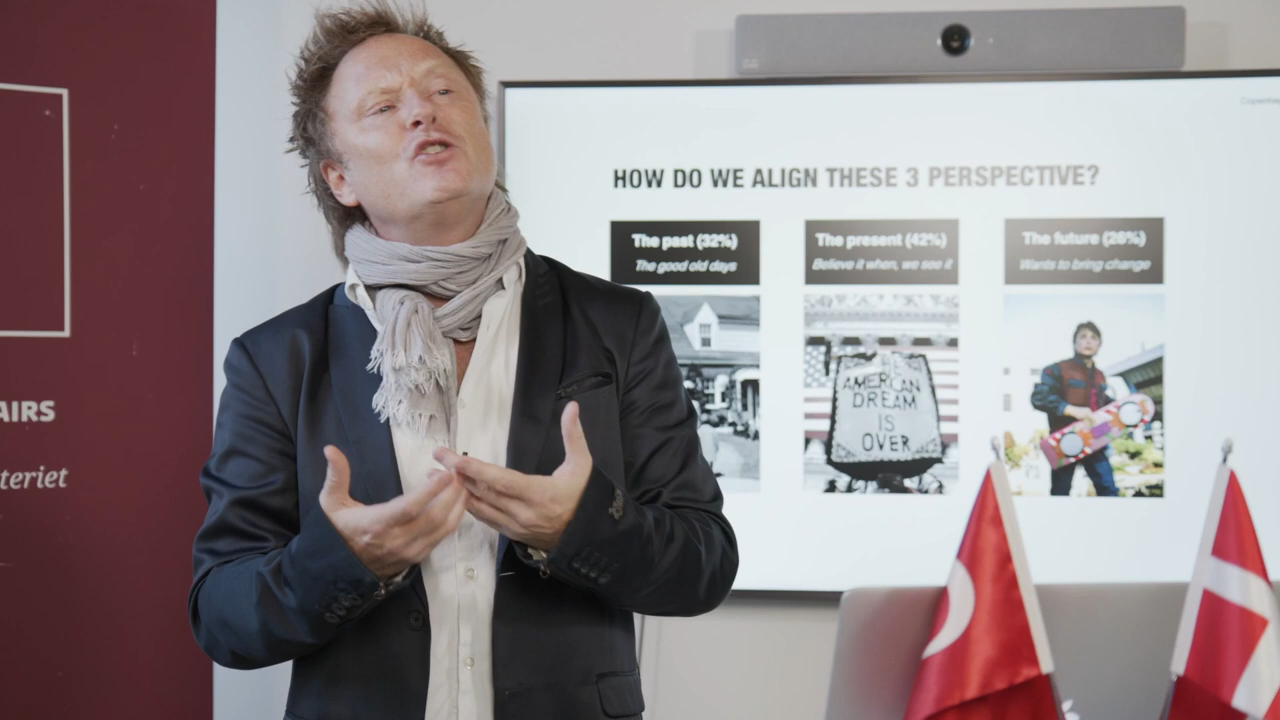 AIRS
teriet
Copenhag
HOW DO WE ALIGN THESE 3 PERSPECTIVE?
The past (32%)
The good old days
The present (42%)
Believe it when, we see it
The future (26%)
Wants to bring change
AMERICAN
DREAM
IS
OVER